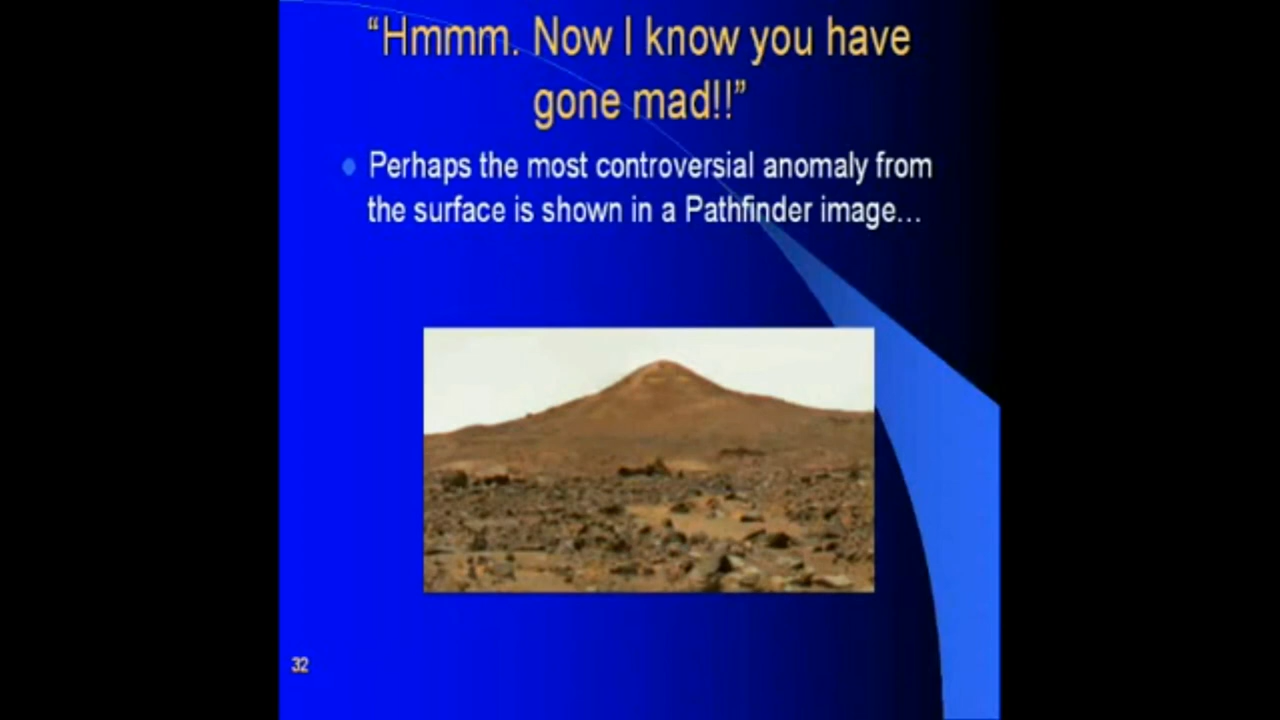 “Hmmm. Now I know you have
gone mad!!”
Perhaps the most controversial anomaly from
the surface is shown in a Pathfinder image…
32